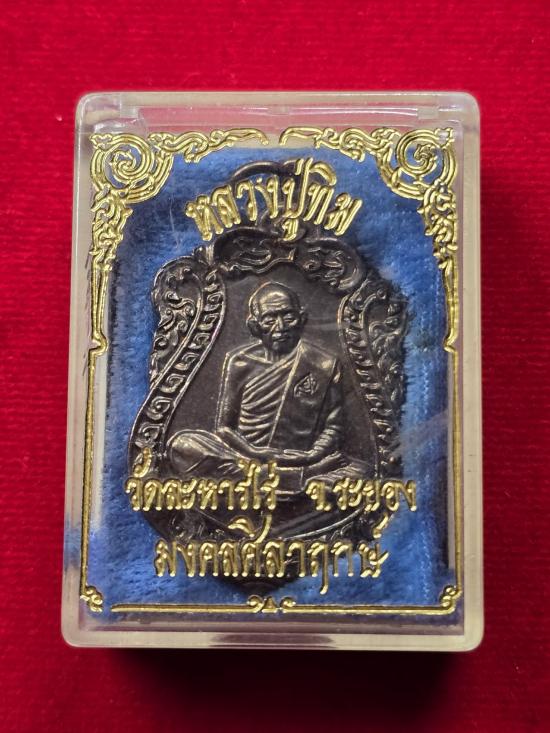 หลวงปู่ทิม
วัดละหารไร่ จ.ระยอง
มงคลศิลาฤกษ์